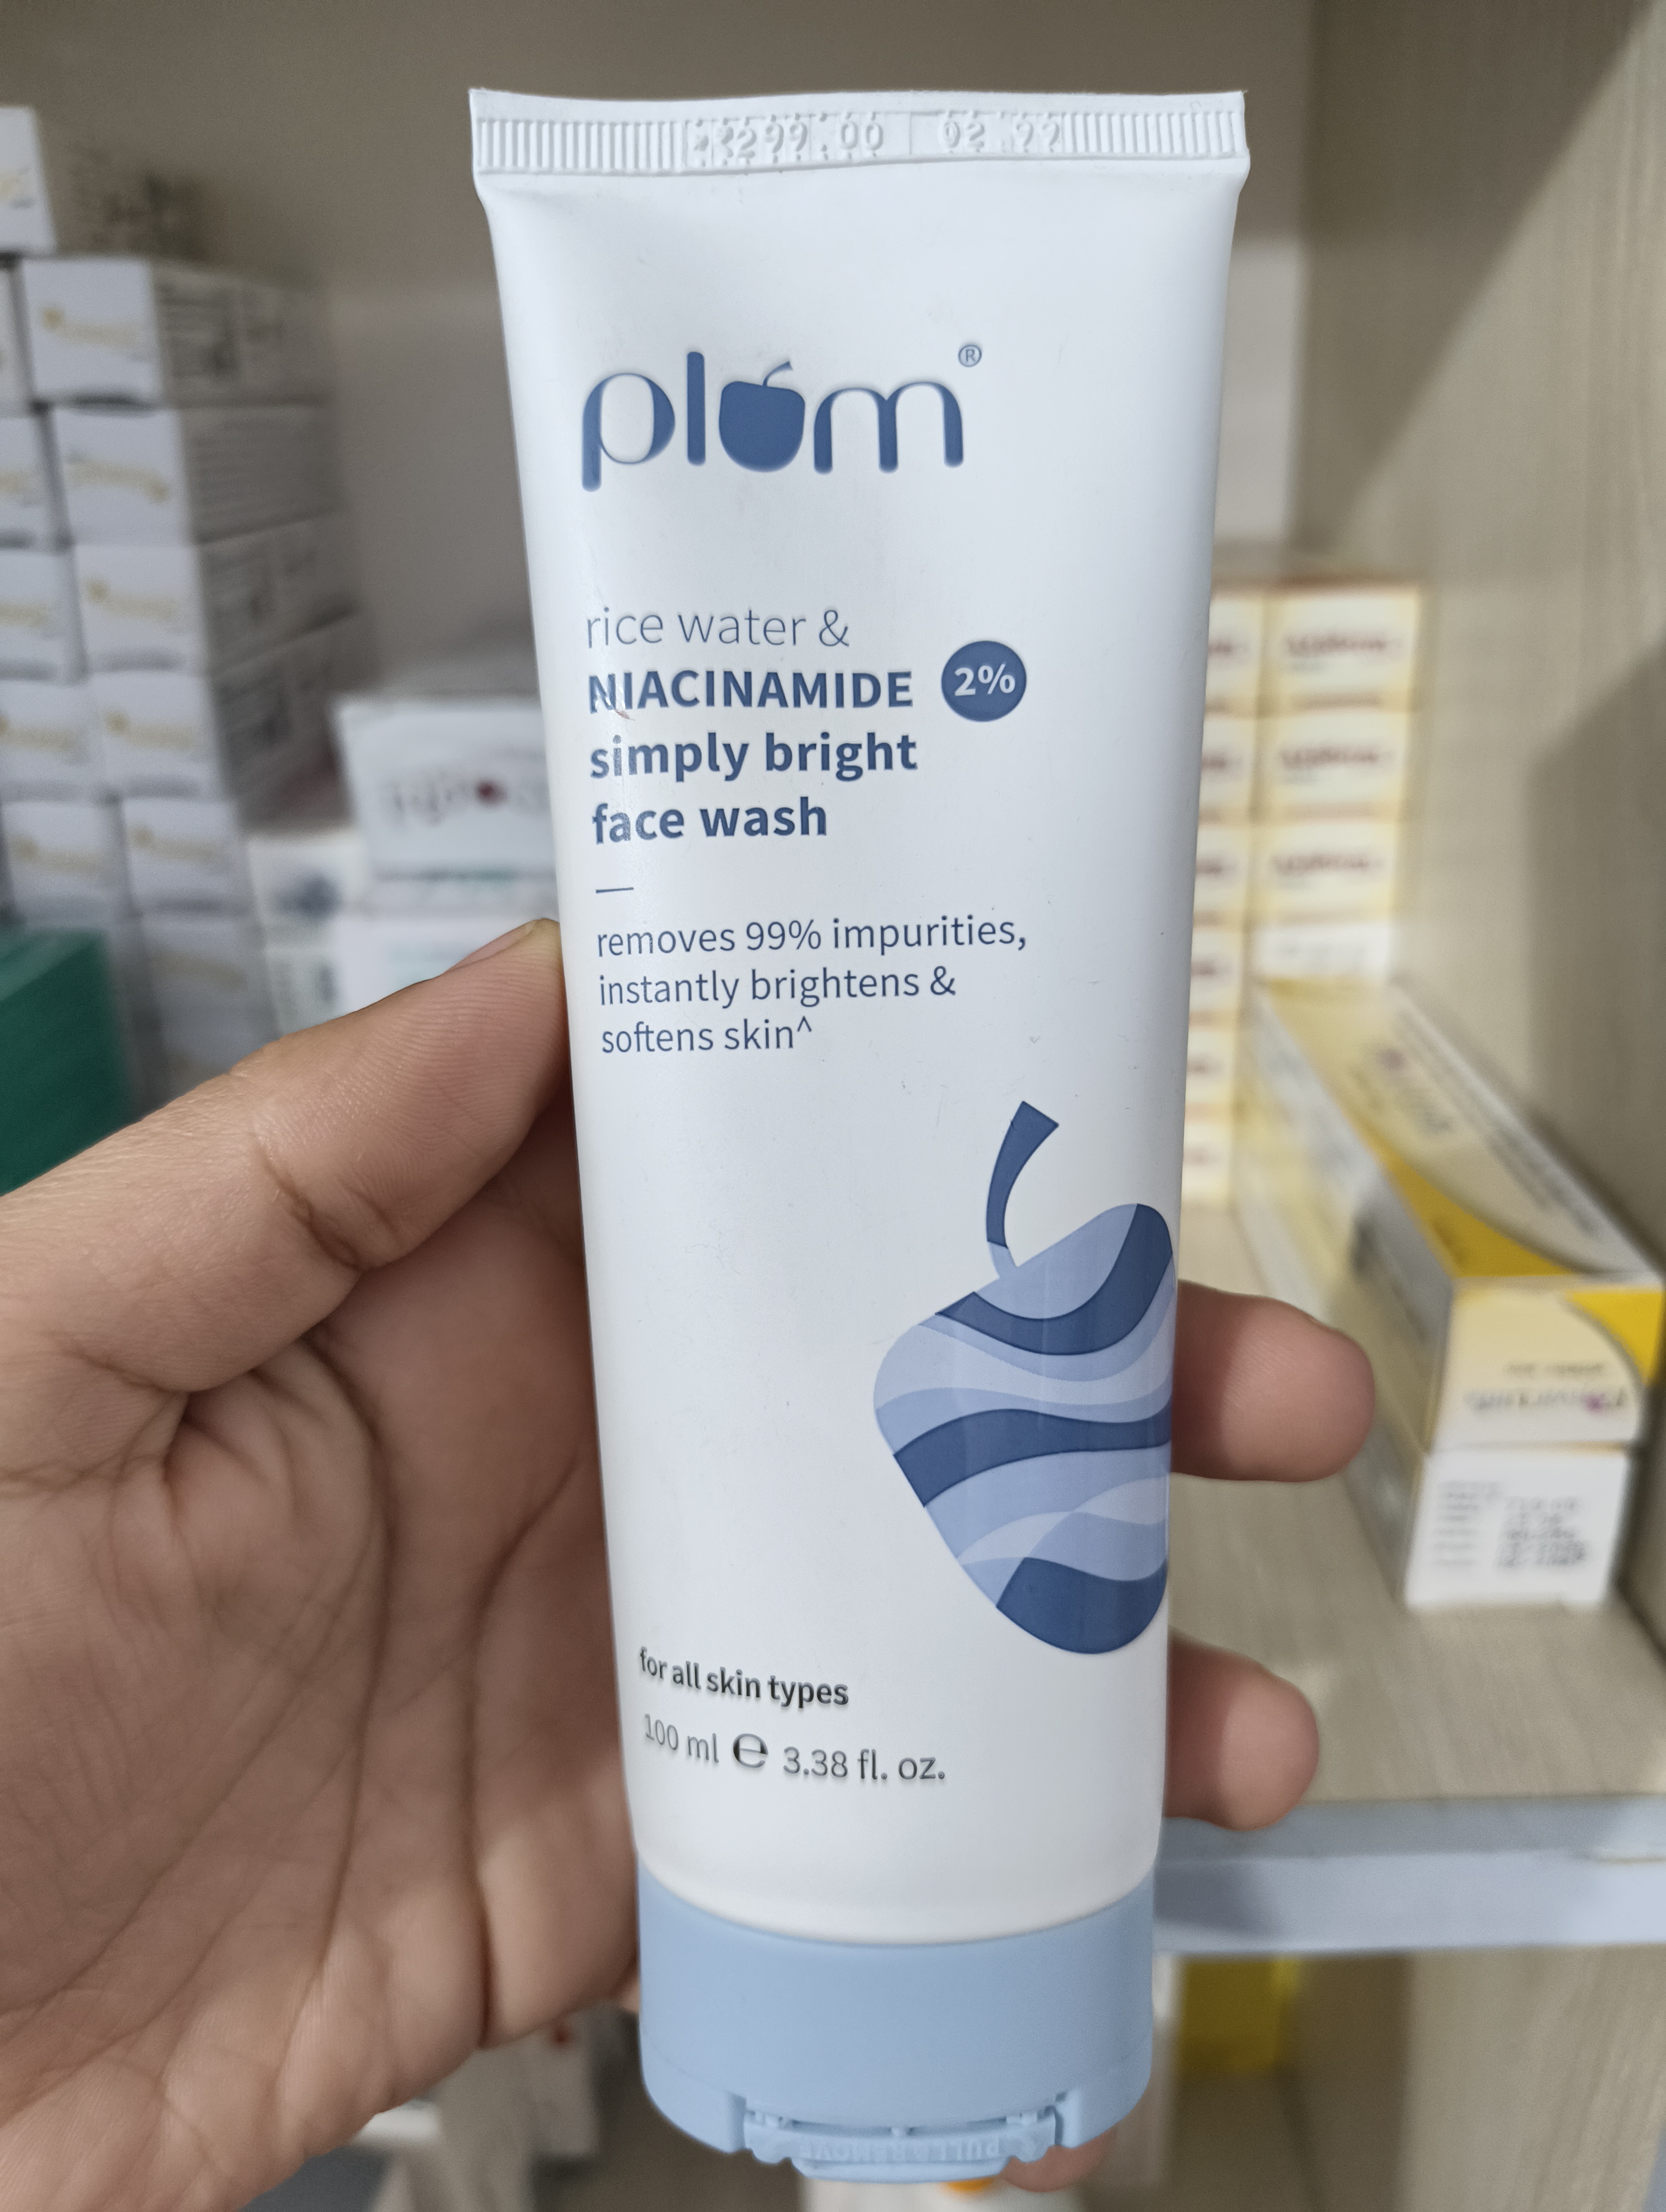 ₹299.00 02.99
plum®
rice water &
NIACINAMIDE 2%
simply bright
face wash
removes 99% impurities,
instantly brightens &
softens skin^
for all skin types
100 ml ℮ 3.38 fl. oz.